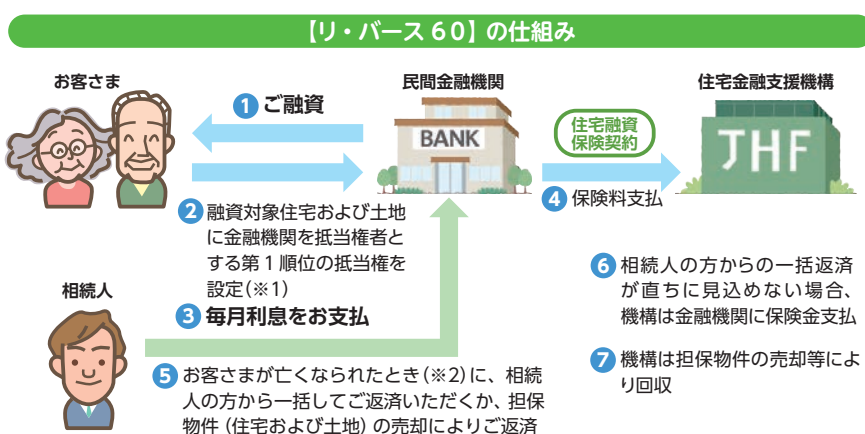 【リ・バース60】の仕組み
お客さま
民間金融機関
住宅金融支援機構
1 ご融資
BANK
住宅融資
保険契約
JHF
2 融資対象住宅および土地
に金融機関を抵当権者と
する第1順位の抵当権を
設定(※1)
3 毎月利息をお支払
4 保険料支払
相続人
5 お客さまが亡くなられたとき(※2)に、相続
人の方から一括してご返済いただくか、担保
物件(住宅および土地)の売却によりご返済
6 相続人の方からの一括返済
が直ちに見込めない場合、
機構は金融機関に保険金支払
7 機構は担保物件の売却等によ
り回収